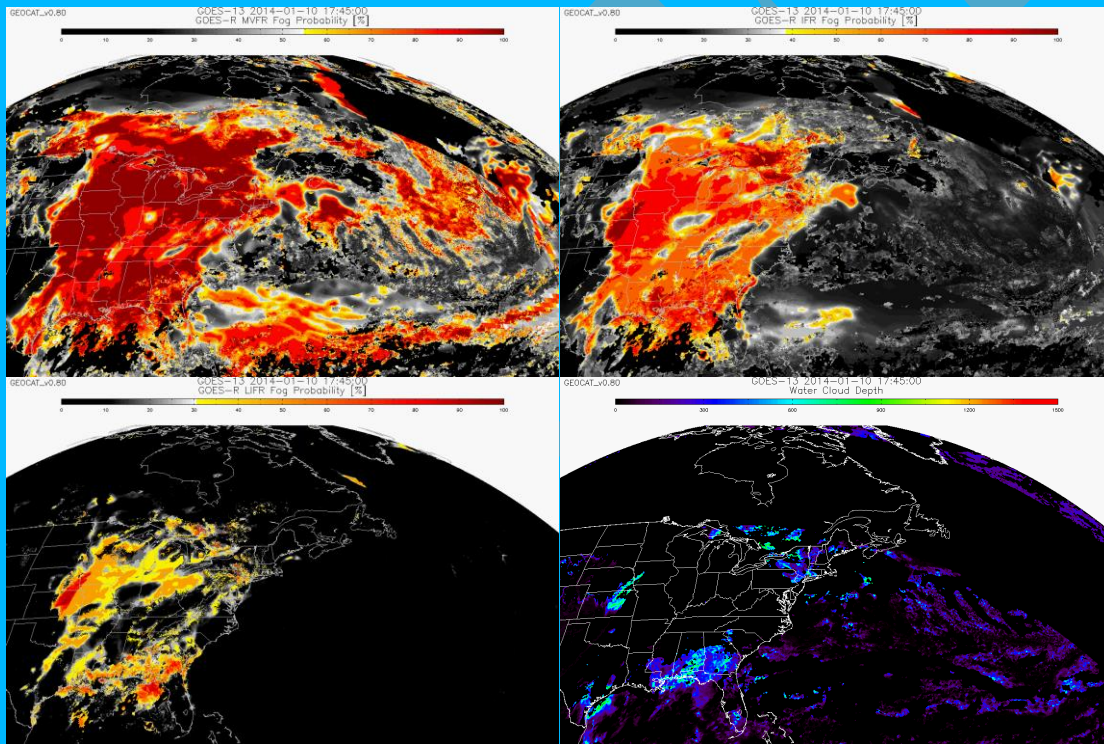 GEOCAT_v0.80
GOES-13 2014-01-10 17:45:00
GOES-R MVFR Fog Probability [%]
0 10 20 30 40 50 60 70 80 90 100
GEOCAT_v0.80
GOES-13 2014-01-10 17:45:00
GOES-R IFR Fog Probability [%]
0 10 20 30 40 50 60 70 80 90 100
GEOCAT_v0.80
GOES-13 2014-01-10 17:45:00
GOES-R LIFR Fog Probability [%]
0 10 20 30 40 50 60 70 80 90 100
GEOCAT_v0.80
GOES-13 2014-01-10 17:45:00
Water Cloud Depth
0 300 600 900 1200 1500